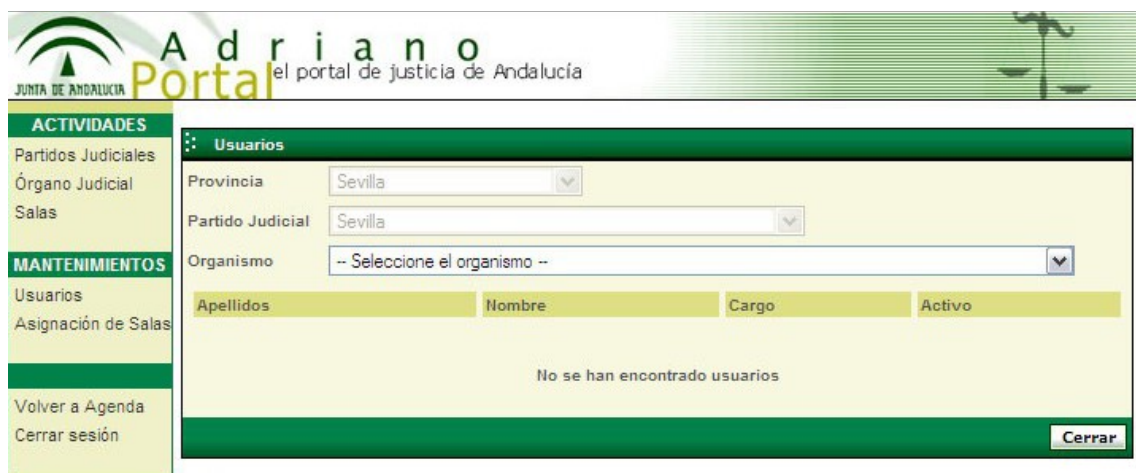 JUNTA DE ANDALUCIA
Adriano
Portal el portal de justicia de Andalucía
ACTIVIDADES
Partidos Judiciales
Órgano Judicial
Salas
MANTENIMIENTOS
Usuarios
Asignación de Salas
Volver a Agenda
Cerrar sesión
Usuarios
Provincia Sevilla
Partido Judicial Sevilla
Organismo -- Seleccione el organismo --
Apellidos Nombre Cargo Activo
No se han encontrado usuarios
Cerrar